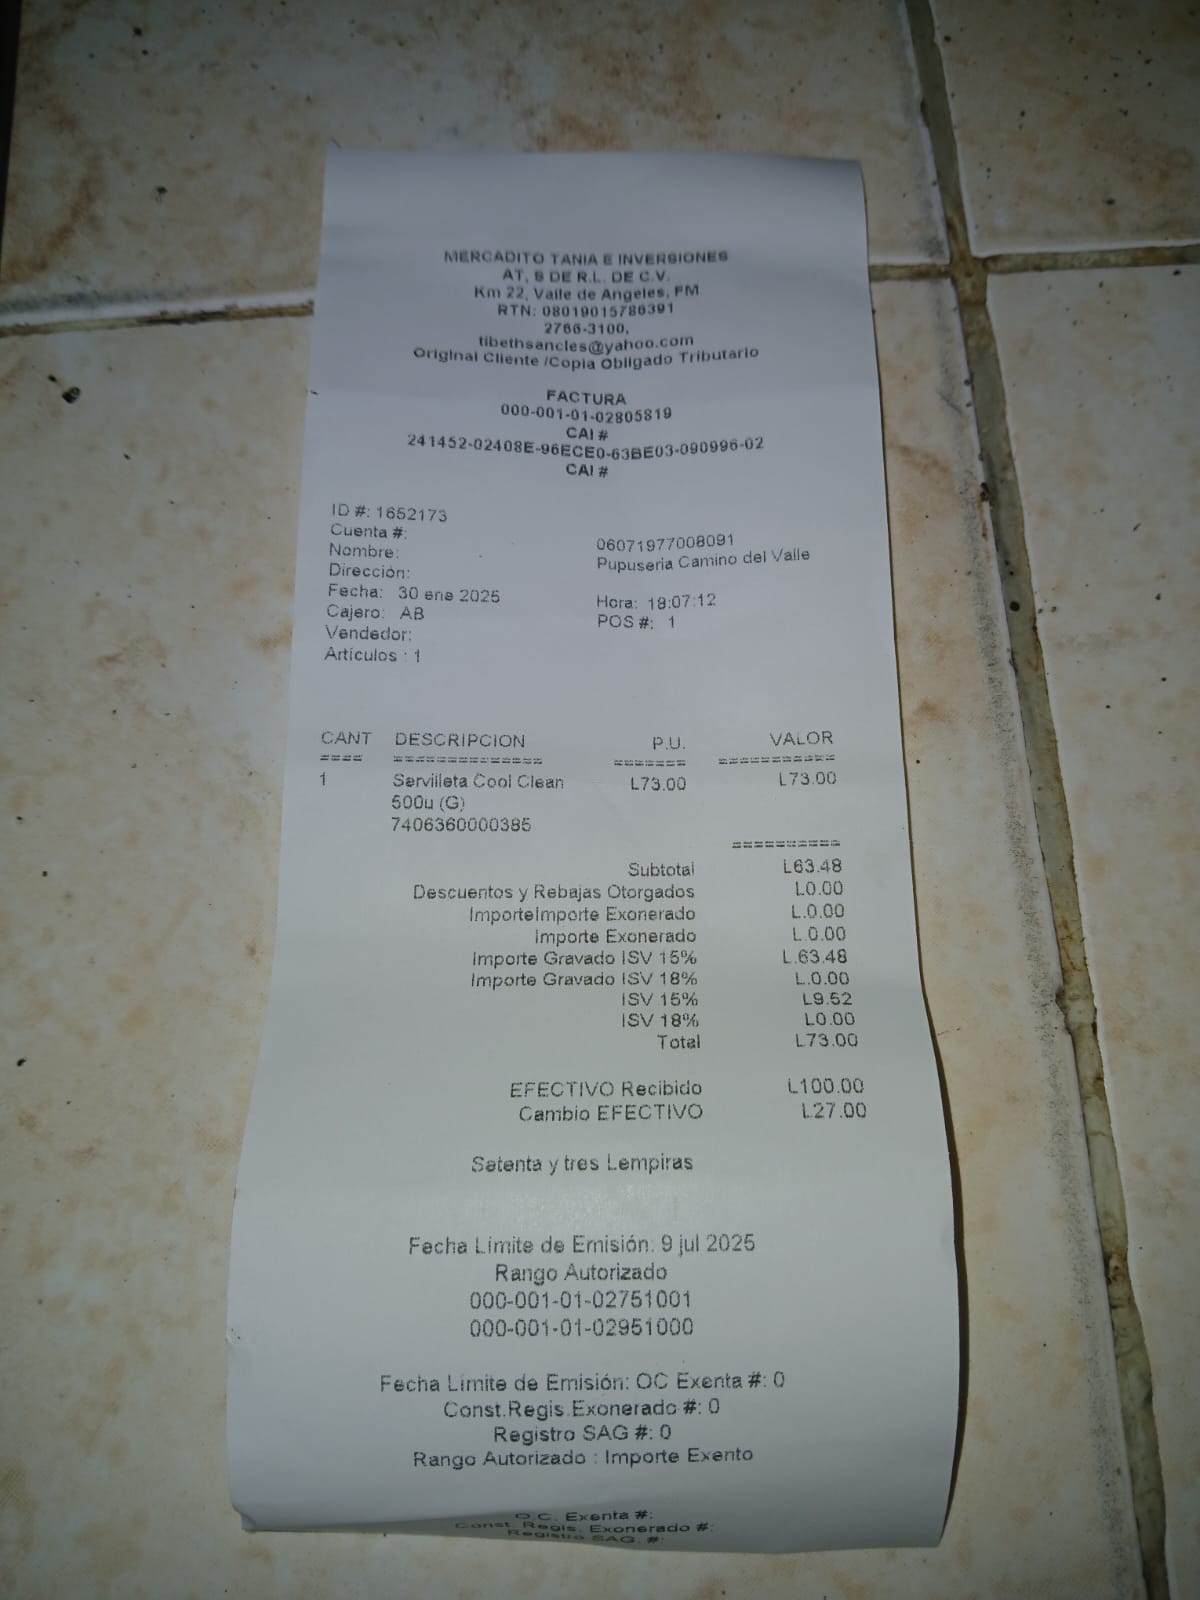 MERCADITO TANIA E INVERSIONES
AT, S DE R.L. DE C.V.
Km 22, Valle de Angeles, FM
RTN: 08019015786391
2766-3100,
tibethsancles@yahoo.com
Original Cliente /Copia Obligado Tributario
FACTURA
000-001-01-02805819
CAI #
241452-02408E-96ECE0-63BE03-090996-02
CAI #
ID #: 1652173
Cuenta #: 06071977008091
Nombre: Pupuseria Camino del Valle
Dirección:
Fecha: 30 ene 2025 Hora: 18:07:12
Cajero: AB POS #: 1
Vendedor:
Artículos : 1
CANT DESCRIPCION P.U. VALOR
==== ============== ======= ===========
1 Servilleta Cool Clean L73.00 L73.00
500u (G)
7406360000385
==========
Subtotal L63.48
Descuentos y Rebajas Otorgados L0.00
ImporteImporte Exonerado L.0.00
Importe Exonerado L.0.00
Importe Gravado ISV 15% L.63.48
Importe Gravado ISV 18% L.0.00
ISV 15% L9.52
ISV 18% L0.00
Total L73.00
EFECTIVO Recibido L100.00
Cambio EFECTIVO L27.00
Setenta y tres Lempiras
Fecha Límite de Emisión: 9 jul 2025
Rango Autorizado
000-001-01-02751001
000-001-01-02951000
Fecha Límite de Emisión: OC Exenta #: 0
Const.Regis.Exonerado #: 0
Registro SAG #: 0
Rango Autorizado : Importe Exento
O.C. Exenta #:
Const. Regis. Exonerado #:
Registro SAG. #: